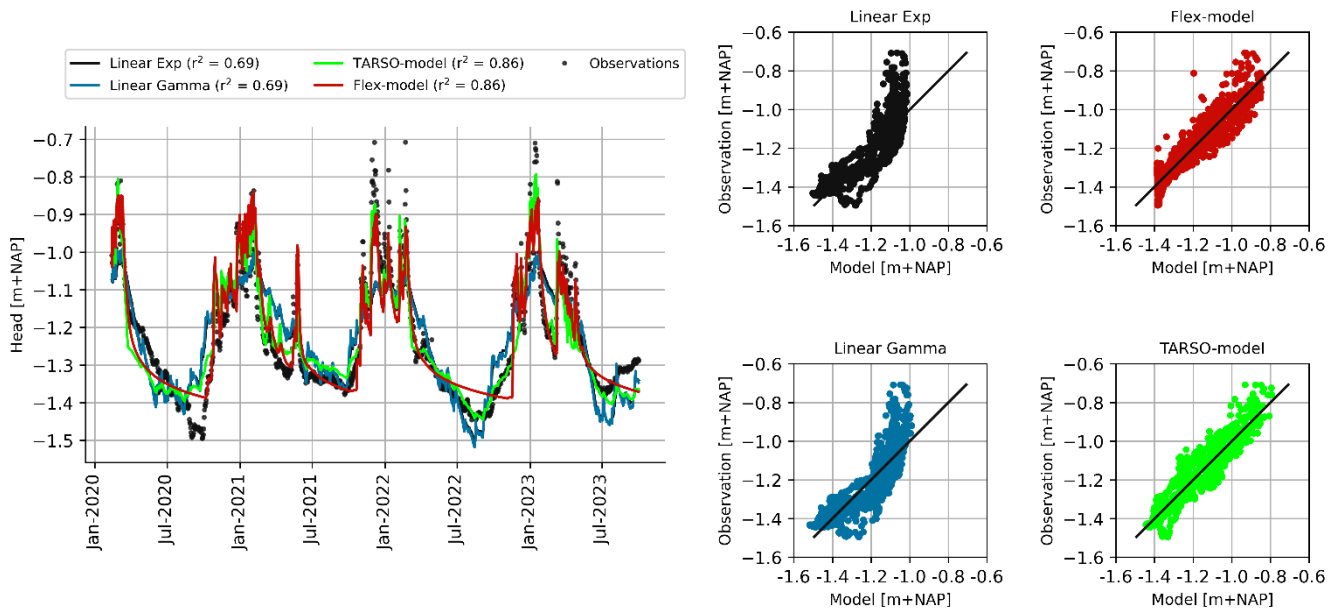 Linear Exp (r² = 0.69)
Linear Gamma (r² = 0.69)
TARSO-model (r² = 0.86)
Flex-model (r² = 0.86)
Observations
Head [m+NAP]
−0.7
−0.8
−0.9
−1.0
−1.1
−1.2
−1.3
−1.4
−1.5
Jan-2020
Jul-2020
Jan-2021
Jul-2021
Jan-2022
Jul-2022
Jan-2023
Jul-2023
Linear Exp
Observation [m+NAP]
−0.6
−0.8
−1.0
−1.2
−1.4
−1.6
-1.6 -1.4 -1.2 -1.0 -0.8 -0.6
Model [m+NAP]
Flex-model
Observation [m+NAP]
−0.6
−0.8
−1.0
−1.2
−1.4
−1.6
-1.6 -1.4 -1.2 -1.0 -0.8 -0.6
Model [m+NAP]
Linear Gamma
Observation [m+NAP]
−0.6
−0.8
−1.0
−1.2
−1.4
−1.6
-1.6 -1.4 -1.2 -1.0 -0.8 -0.6
Model [m+NAP]
TARSO-model
Observation [m+NAP]
−0.6
−0.8
−1.0
−1.2
−1.4
−1.6
-1.6 -1.4 -1.2 -1.0 -0.8 -0.6
Model [m+NAP]